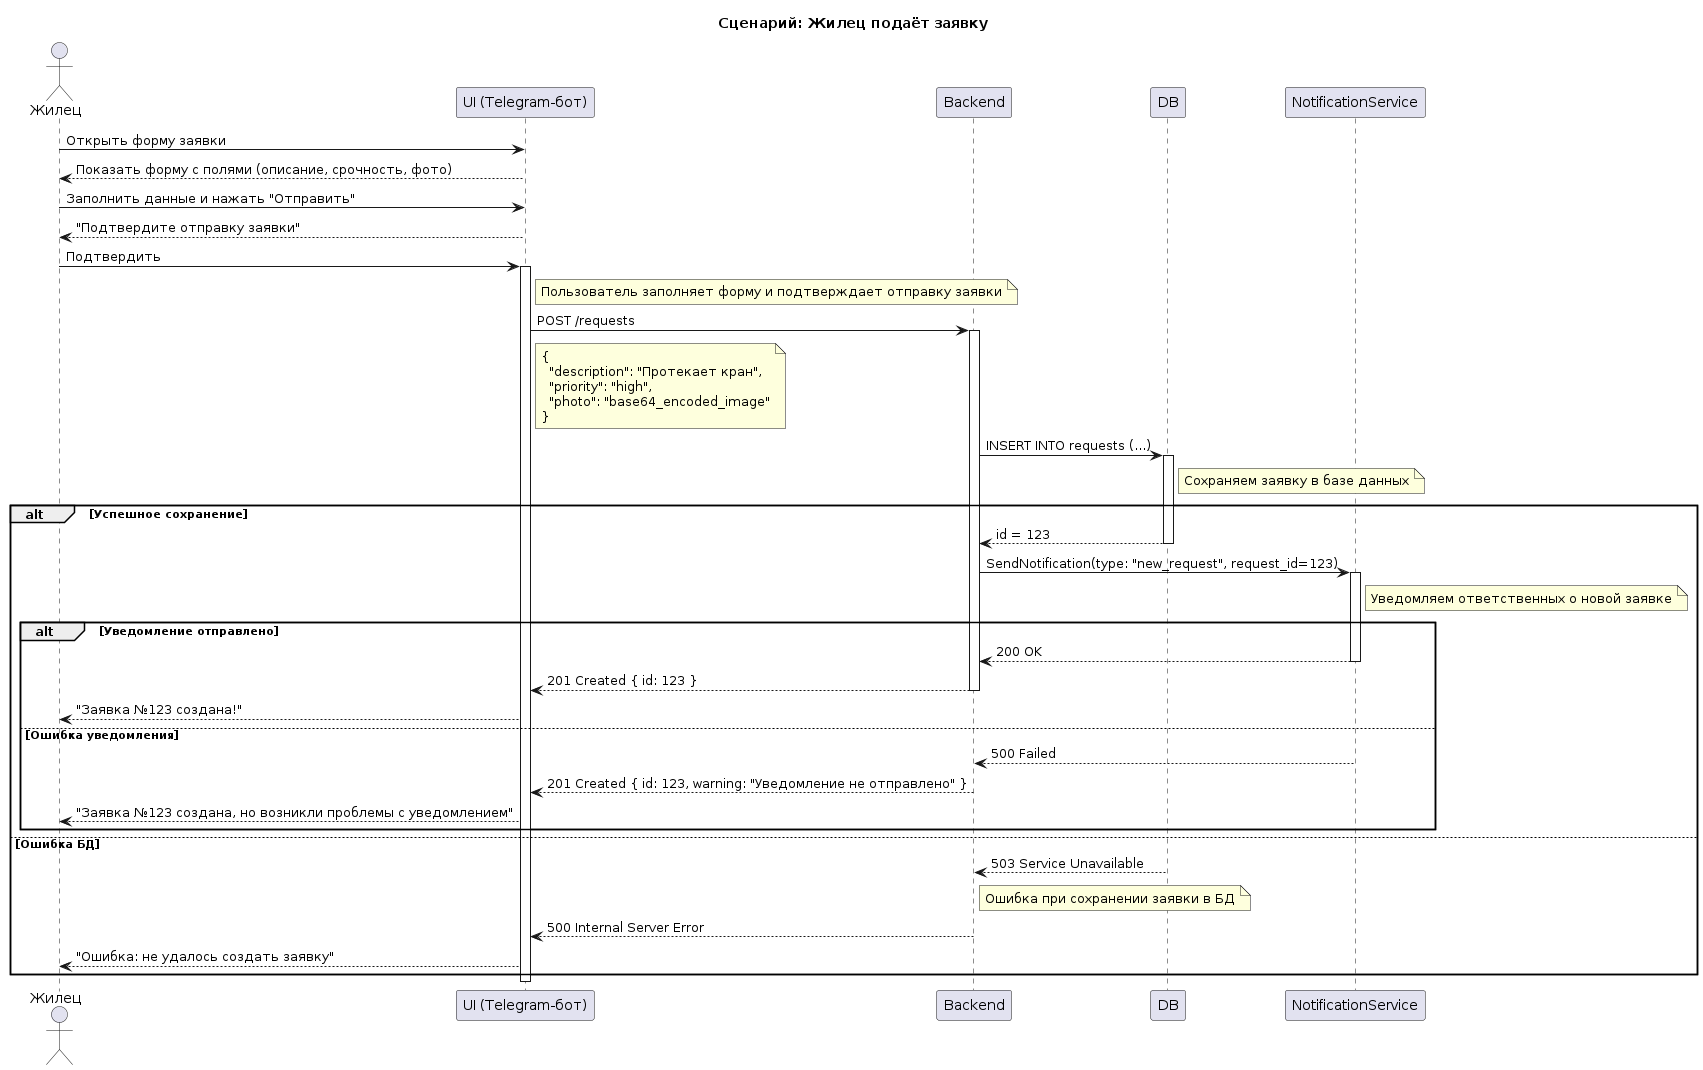 Сценарий: Жилец подаёт заявку
Жилец
UI (Telegram-бот)
Backend
DB
NotificationService
Открыть форму заявки
Показать форму с полями (описание, срочность, фото)
Заполнить данные и нажать "Отправить"
"Подтвердите отправку заявки"
Подтвердить
Пользователь заполняет форму и подтверждает отправку заявки
POST /requests
{
"description": "Протекает кран",
"priority": "high",
"photo": "base64_encoded_image"
}
INSERT INTO requests (...)
Сохраняем заявку в базе данных
alt [Успешное сохранение]
id = 123
SendNotification(type: "new_request", request_id=123)
Уведомляем ответственных о новой заявке
alt [Уведомление отправлено]
200 OK
201 Created { id: 123 }
"Заявка №123 создана!"
[Ошибка уведомления]
500 Failed
201 Created { id: 123, warning: "Уведомление не отправлено" }
"Заявка №123 создана, но возникли проблемы с уведомлением"
[Ошибка БД]
503 Service Unavailable
Ошибка при сохранении заявки в БД
500 Internal Server Error
"Ошибка: не удалось создать заявку"
Жилец
UI (Telegram-бот)
Backend
DB
NotificationService